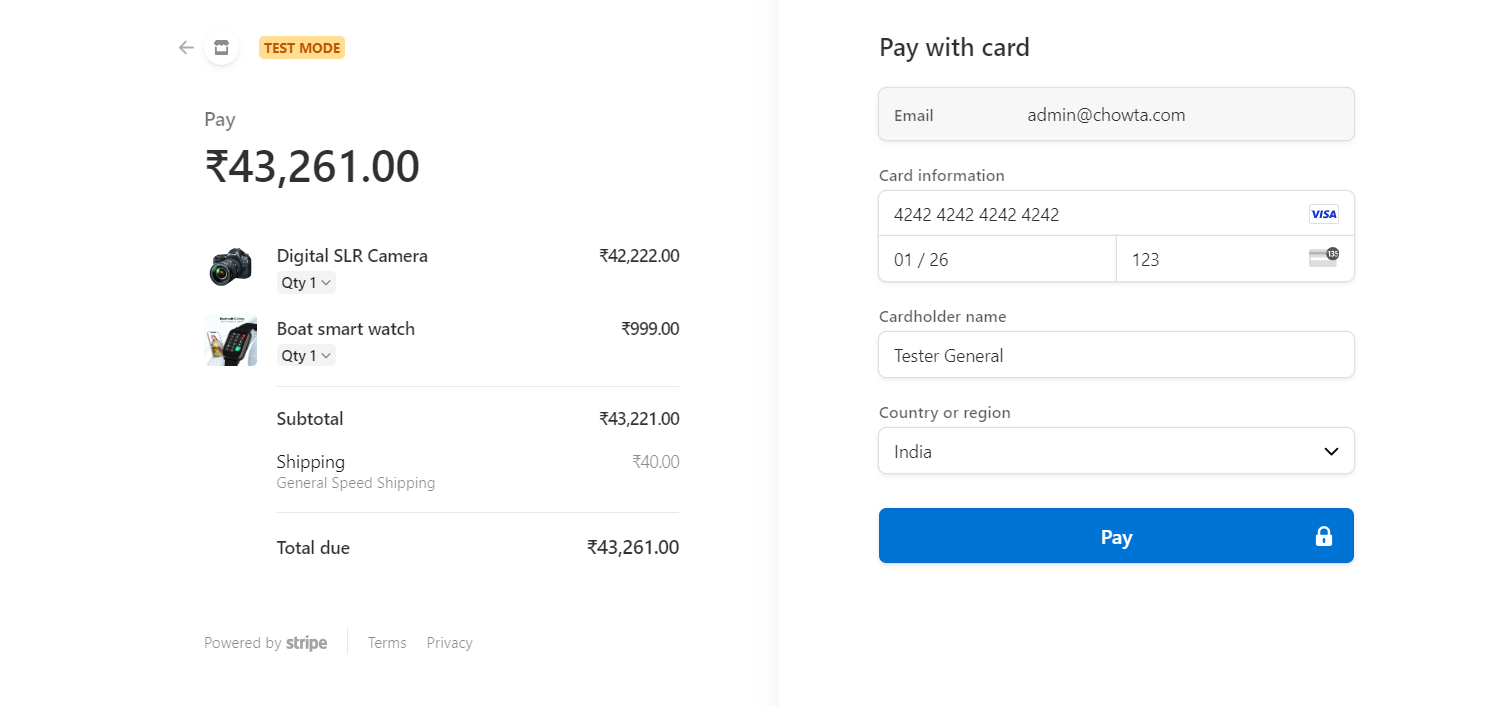 TEST MODE
Pay
₹43,261.00
Digital SLR Camera ₹42,222.00
Qty 1
Boat smart watch ₹999.00
Qty 1
Subtotal ₹43,221.00
Shipping ₹40.00
General Speed Shipping
Total due ₹43,261.00
Powered by stripe Terms Privacy
Pay with card
Email admin@chowta.com
Card information
4242 4242 4242 4242 VISA
01 / 26 123 135
Cardholder name
Tester General
Country or region
India
Pay